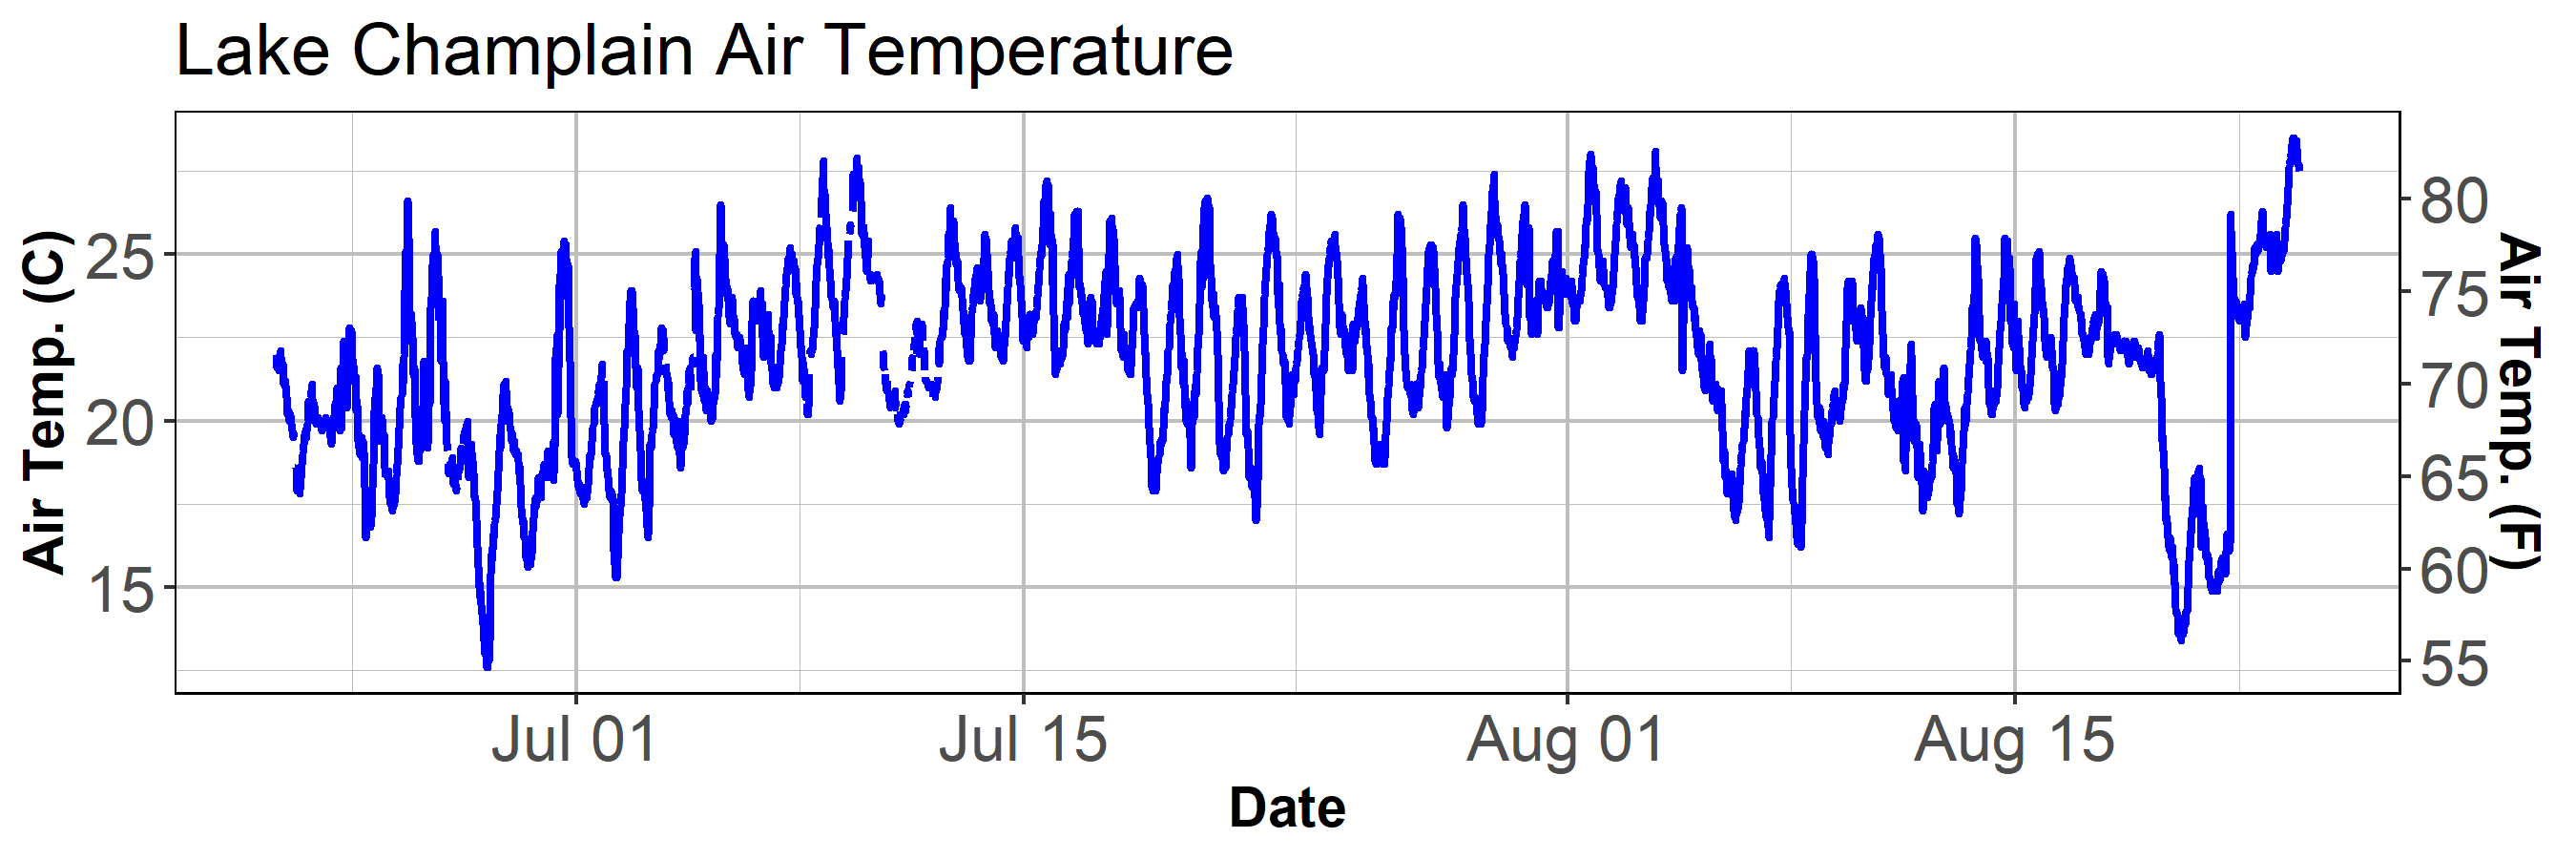 Lake Champlain Air Temperature
Air Temp. (C)
25
20
15
80
75
70
65
60
55
Air Temp. (F)
Jul 01
Jul 15
Aug 01
Aug 15
Date